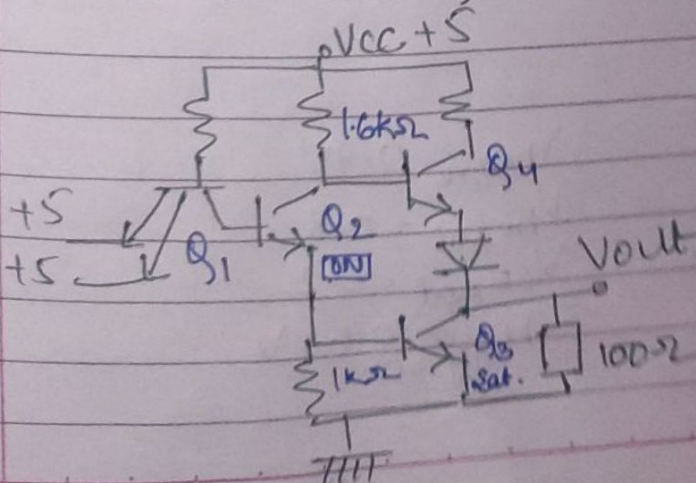 VCC +5
1.6kΩ
Q4
+5
Q2
+5
Q1
ON
Vout
Q3
1kΩ
Sat.
100Ω